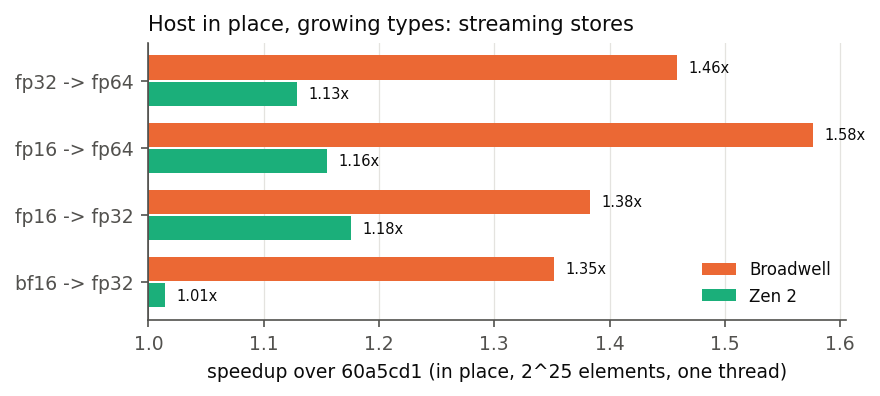 Host in place, growing types: streaming stores
fp32 -> fp64
1.46x
1.13x
fp16 -> fp64
1.58x
1.16x
fp16 -> fp32
1.38x
1.18x
bf16 -> fp32
1.35x
1.01x
Broadwell
Zen 2
1.0 1.1 1.2 1.3 1.4 1.5 1.6
speedup over 60a5cd1 (in place, 2^25 elements, one thread)